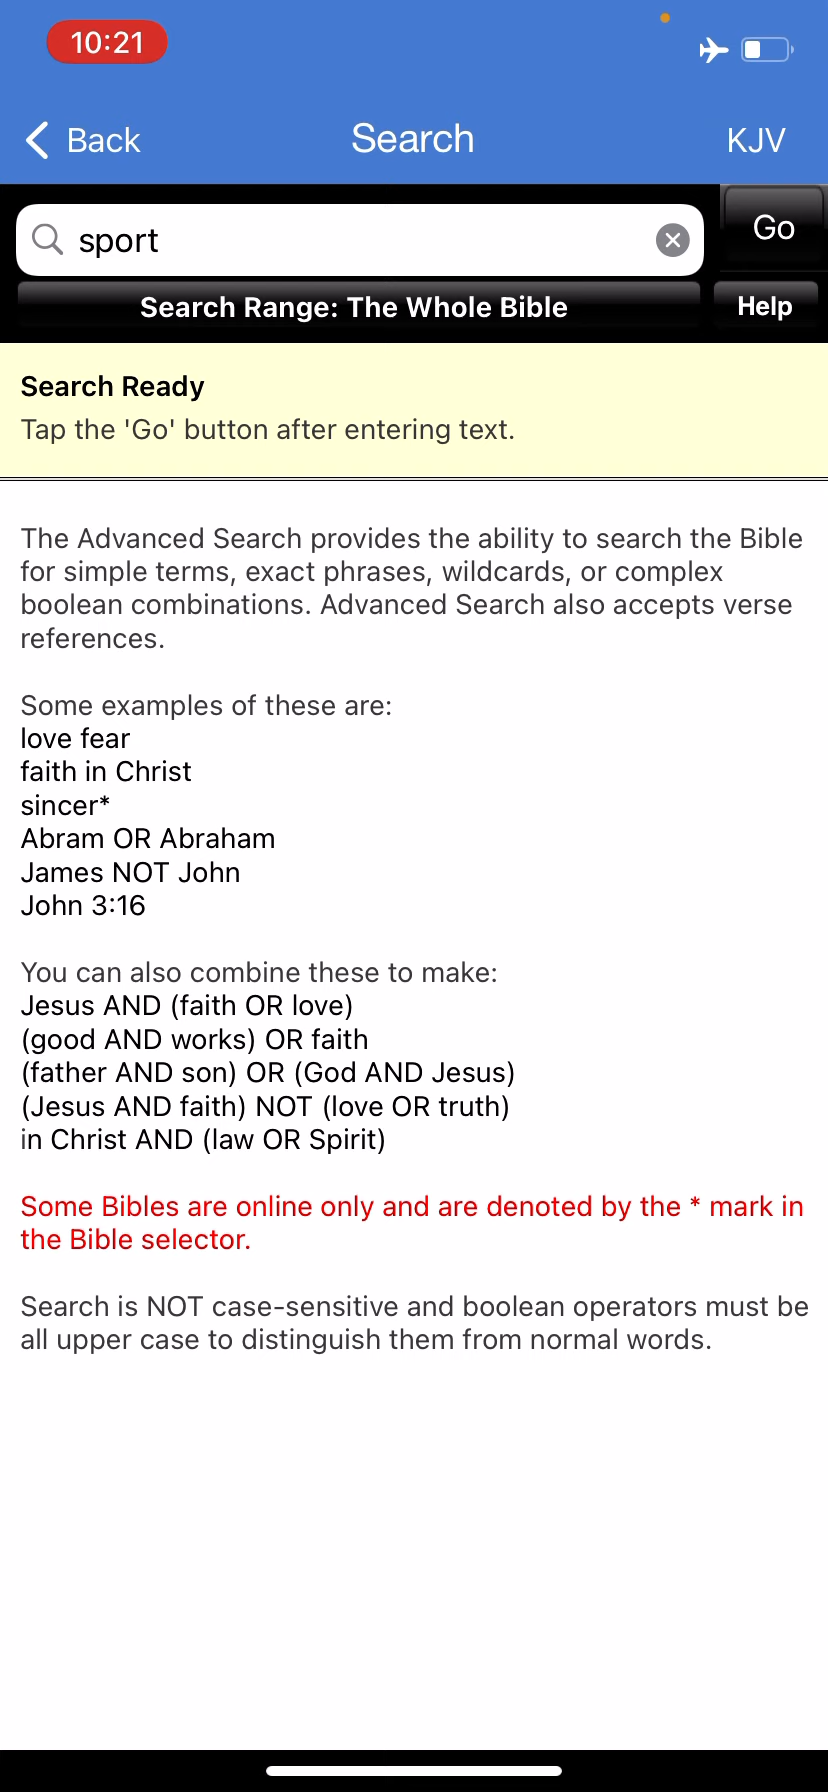 10:21
Back
Search
KJV
sport
Go
Search Range: The Whole Bible
Help
Search Ready
Tap the 'Go' button after entering text.
The Advanced Search provides the ability to search the Bible
for simple terms, exact phrases, wildcards, or complex
boolean combinations. Advanced Search also accepts verse
references.
Some examples of these are:
love fear
faith in Christ
sincer*
Abram OR Abraham
James NOT John
John 3:16
You can also combine these to make:
Jesus AND (faith OR love)
(good AND works) OR faith
(father AND son) OR (God AND Jesus)
(Jesus AND faith) NOT (love OR truth)
in Christ AND (law OR Spirit)
Some Bibles are online only and are denoted by the * mark in
the Bible selector.
Search is NOT case-sensitive and boolean operators must be
all upper case to distinguish them from normal words.